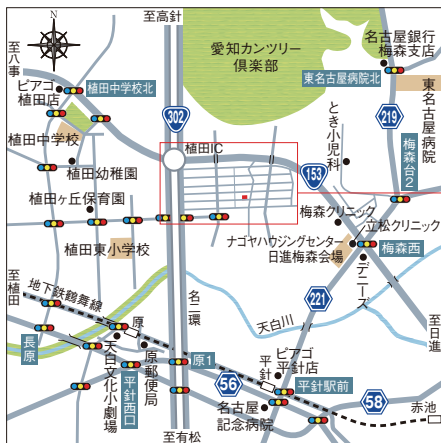 至高針
至八事
ピアゴ
植田店
植田中学校北
愛知カンツリー
倶楽部
名古屋銀行
梅森支店
東名古屋病院北
東名古屋病院
302
植田IC
219
とき小児科
梅森台2
植田中学校
植田幼稚園
153
植田ヶ丘保育園
梅森クリニック
立松クリニック
植田東小学校
ナゴヤハウジングセンター
日進梅森会場
梅森西
デニーズ
至植田
地下鉄鶴舞線
名二環
天白川
221
至日進
長原
原
天白文化小劇場
平針西口
原郵便局
原1
56
平針
ピアゴ
平針店
平針駅前
58
名古屋
記念病院
赤池
至有松